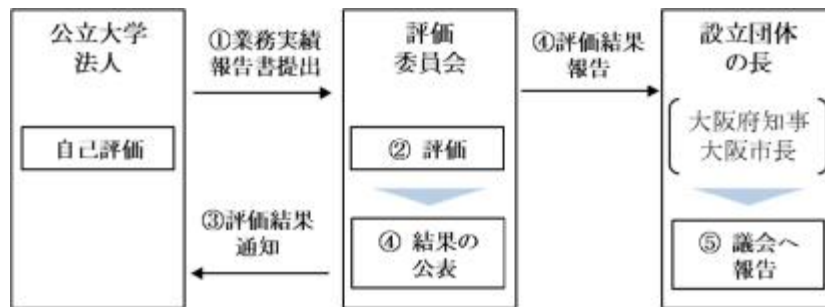 公立大学
法人
自己評価
①業務実績
報告書提出
③評価結果
通知
評価
委員会
② 評価
④ 結果の
公表
④評価結果
報告
設立団体
の長
大阪府知事
大阪市長
⑤ 議会へ
報告